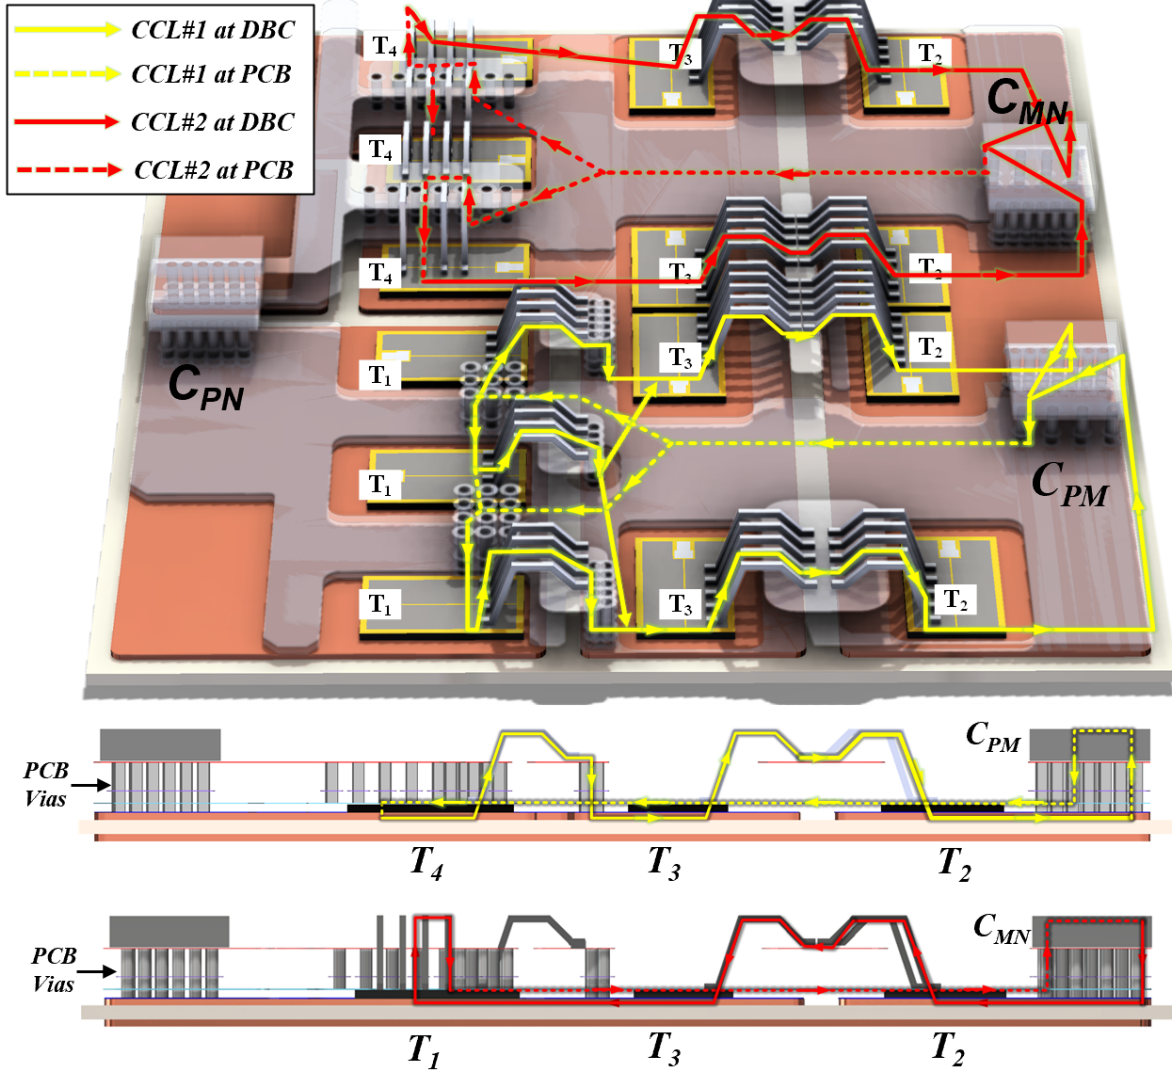 CCL#1 at DBC
CCL#1 at PCB
CCL#2 at DBC
CCL#2 at PCB
T4
T3
T2
CMN
T4
T4
T3
T2
T1
T3
T2
CPN
T1
CPM
T1
T3
T2
CPM
PCB
Vias
T4
T3
T2
CMN
PCB
Vias
T1
T3
T2